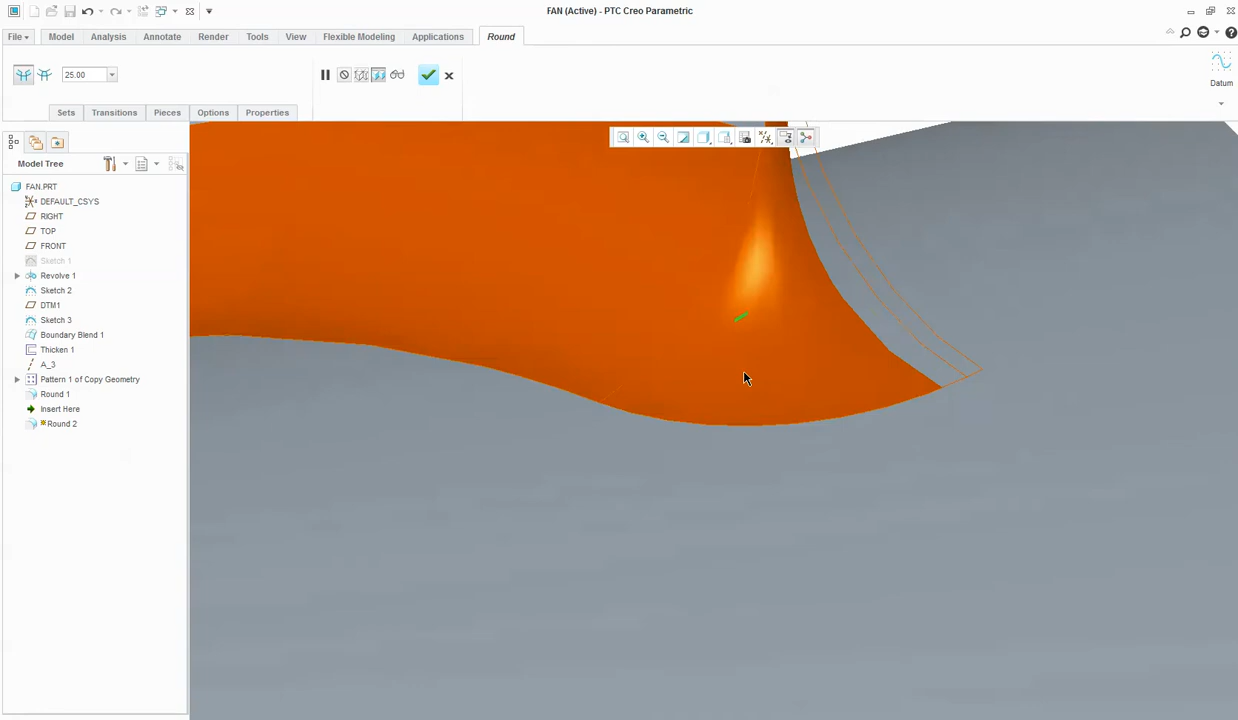 FAN (Active) - PTC Creo Parametric
File Model Analysis Annotate Render Tools View Flexible Modeling Applications Round
25.00
Datum
Sets Transitions Pieces Options Properties
Model Tree
FAN.PRT
DEFAULT_CSYS
RIGHT
TOP
FRONT
Sketch 1
Revolve 1
Sketch 2
DTM1
Sketch 3
Boundary Blend 1
Thicken 1
A_3
Pattern 1 of Copy Geometry
Round 1
Insert Here
Round 2